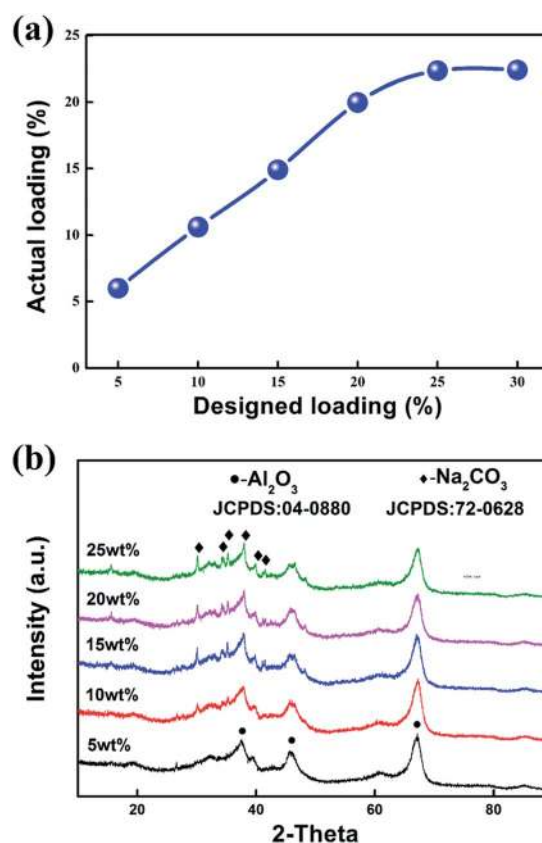 (a)
25
20
15
10
5
0
Actual loading (%)
5 10 15 20 25 30
Designed loading (%)
(b)
●-Al₂O₃ ♦-Na₂CO₃
JCPDS:04-0880 JCPDS:72-0628
25wt%
20wt%
15wt%
10wt%
5wt%
Intensity (a.u.)
20 40 60 80
2-Theta